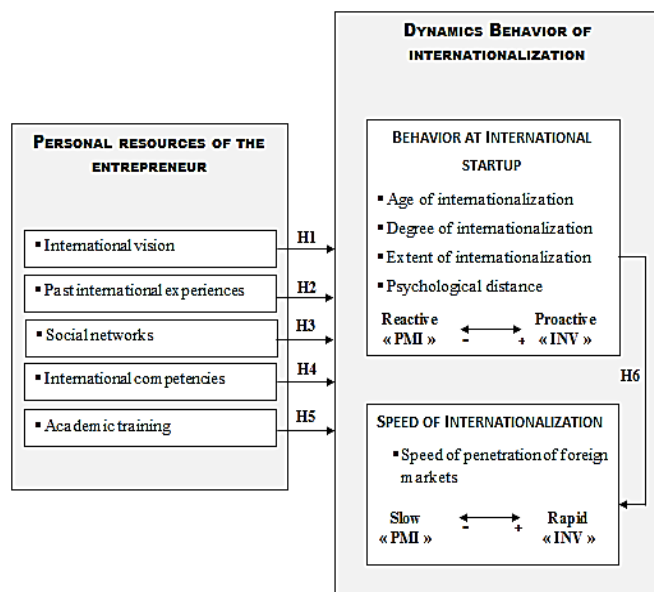 PERSONAL RESOURCES OF THE
ENTREPRENEUR
▪ International vision
▪ Past international experiences
▪ Social networks
▪ International competencies
▪ Academic training
H1
H2
H3
H4
H5
DYNAMICS BEHAVIOR OF
INTERNATIONALIZATION
BEHAVIOR AT INTERNATIONAL
STARTUP
▪ Age of internationalization
▪ Degree of internationalization
▪ Extent of internationalization
▪ Psychological distance
Reactive Proactive
« PMI » - + « INV »
H6
SPEED OF INTERNATIONALIZATION
▪ Speed of penetration of foreign
markets
Slow Rapid
« PMI » - + « INV »